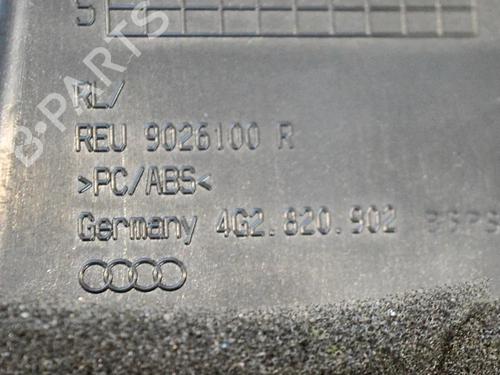 5
RL/
REU 9026100 R
>PC/ABS<
Germany 4G2.820.902
B-PARTS